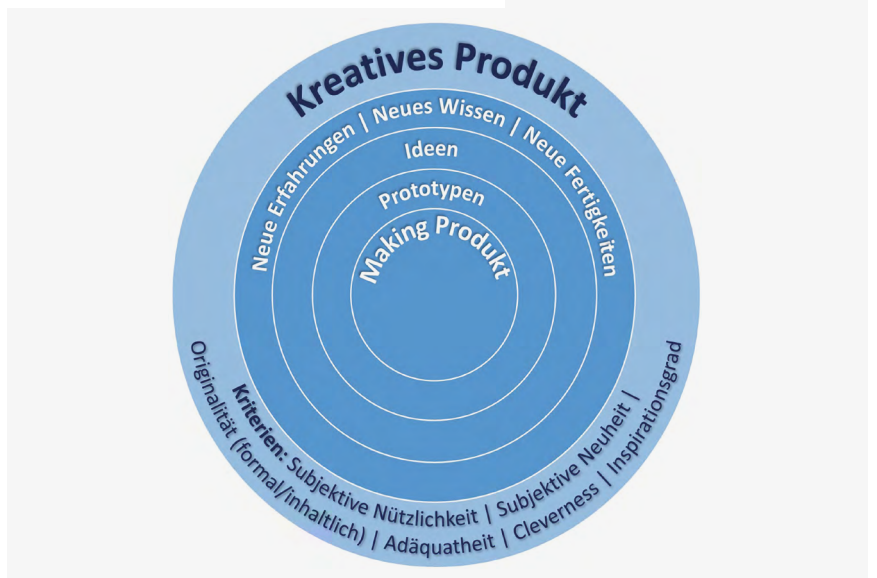 Kreatives Produkt
Neue Erfahrungen | Neues Wissen | Neue Fertigkeiten
Ideen
Prototypen
Making Produkt
Kriterien: Subjektive Nützlichkeit | Subjektive Neuheit |
Originalität (formal/inhaltlich) | Adäquatheit | Cleverness | Inspirationsgrad